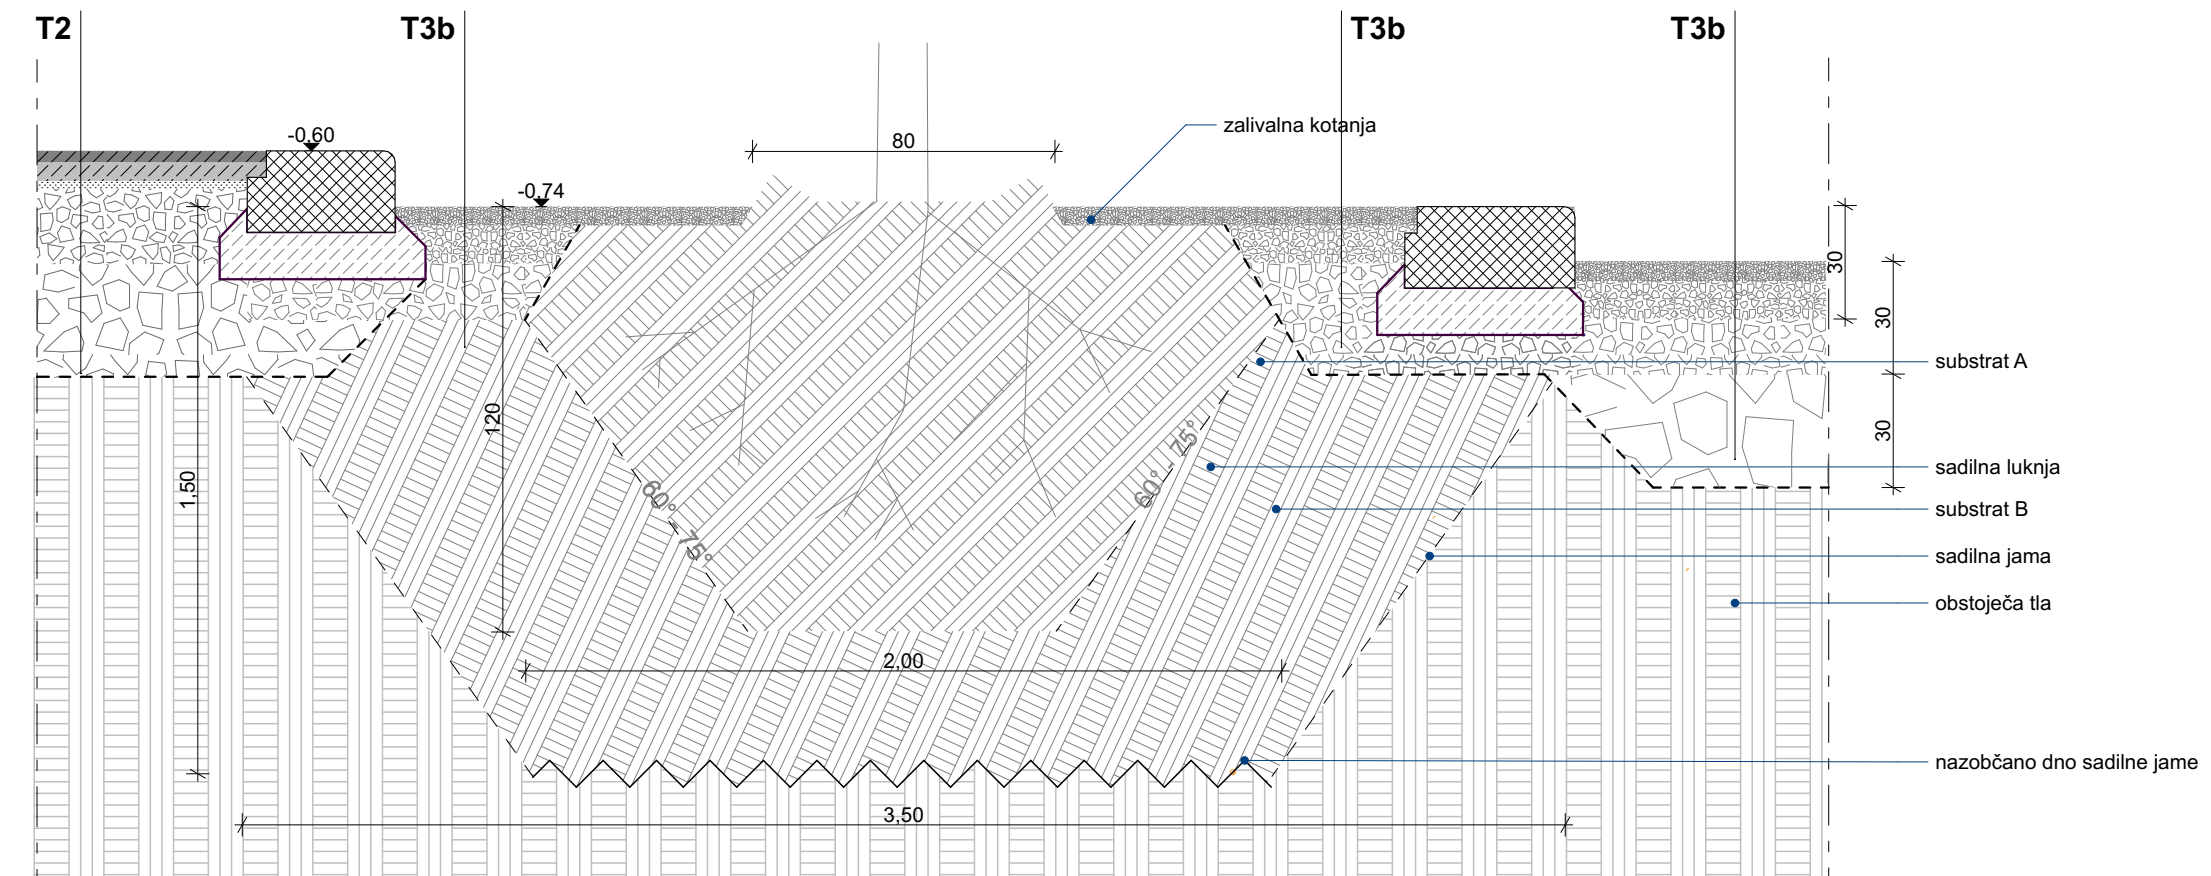 T2
T3b
T3b
T3b
zalivalna kotanja
-0,60
80
-0,74
30
30
substrat A
120
30
60°- 75°
60°- 75°
sadilna luknja
1,50
substrat B
sadilna jama
obstoječa tla
2,00
nazobčano dno sadilne jame
3,50